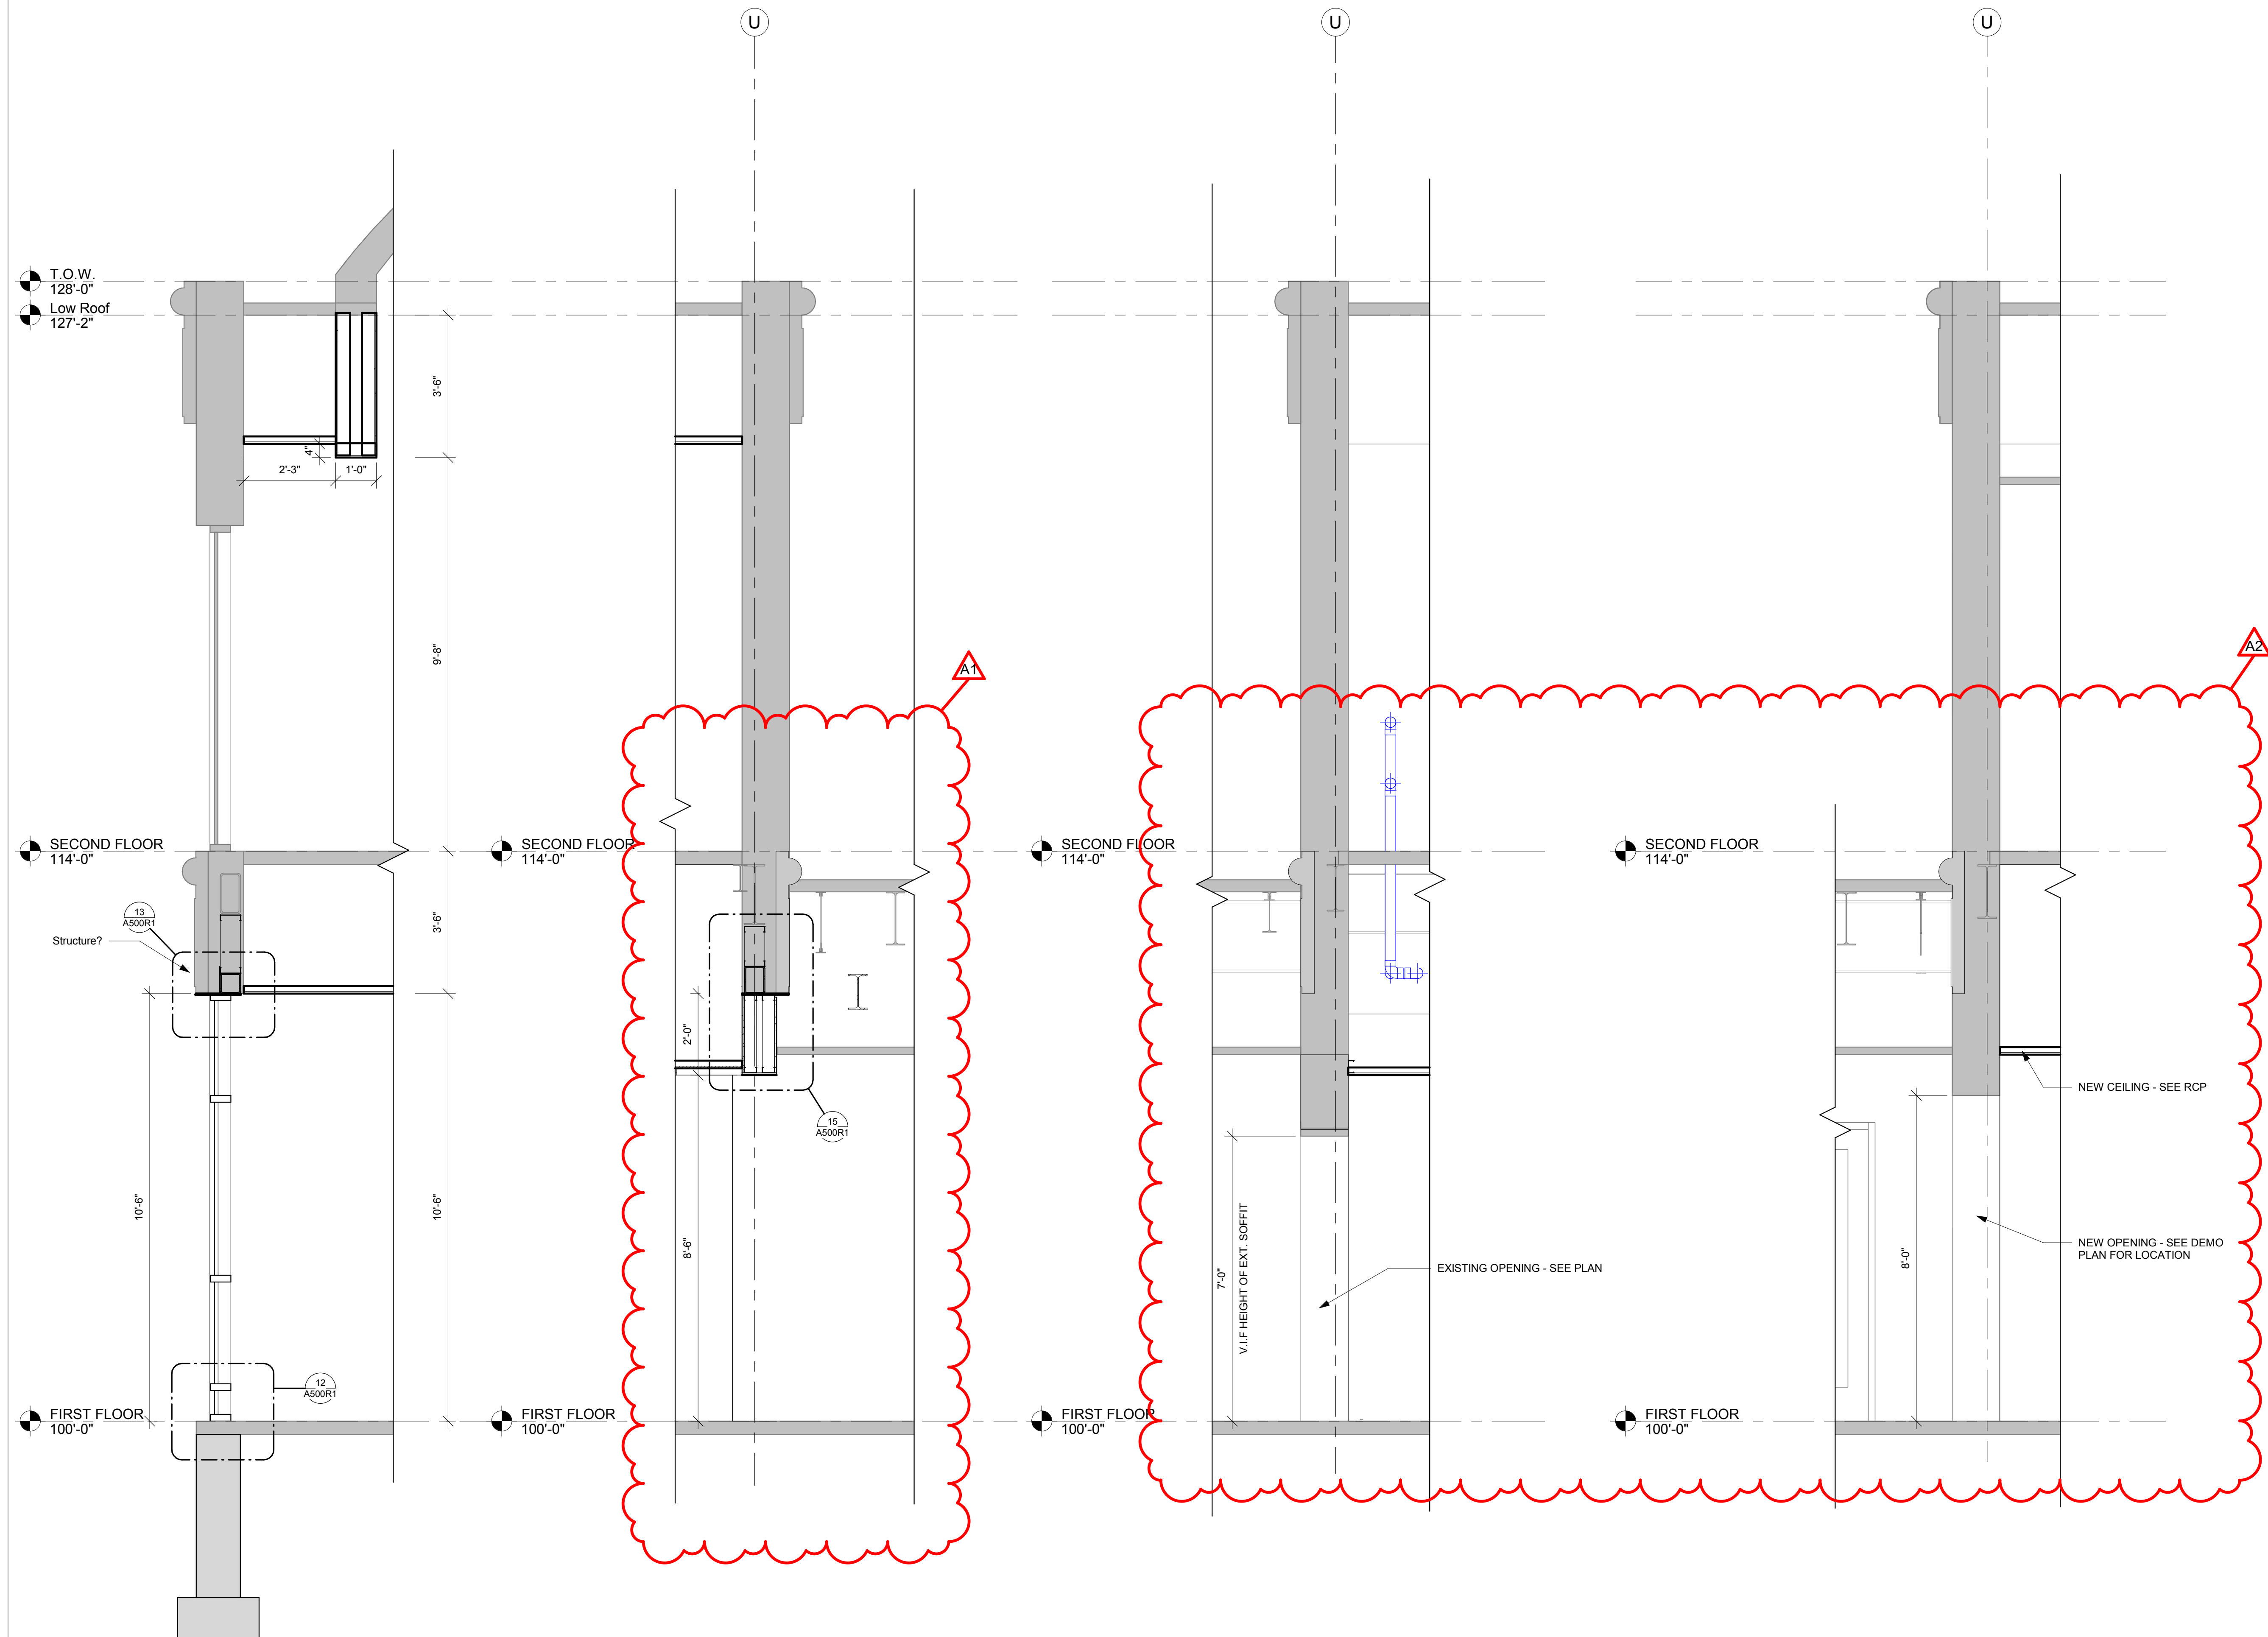 U
U
U
T.O.W.
128'-0"
Low Roof
127'-2"
3'-6"
4"
2'-3"
1'-0"
9'-8"
A1
A2
SECOND FLOOR
114'-0"
SECOND FLOOR
114'-0"
SECOND FLOOR
114'-0"
SECOND FLOOR
114'-0"
13
A500R1
Structure?
3'-6"
2'-0"
15
A500R1
NEW CEILING - SEE RCP
10'-6"
10'-6"
8'-6"
7'-0"
V.I.F HEIGHT OF EXT. SOFFIT
EXISTING OPENING - SEE PLAN
8'-0"
NEW OPENING - SEE DEMO
PLAN FOR LOCATION
12
A500R1
FIRST FLOOR
100'-0"
FIRST FLOOR
100'-0"
FIRST FLOOR
100'-0"
FIRST FLOOR
100'-0"